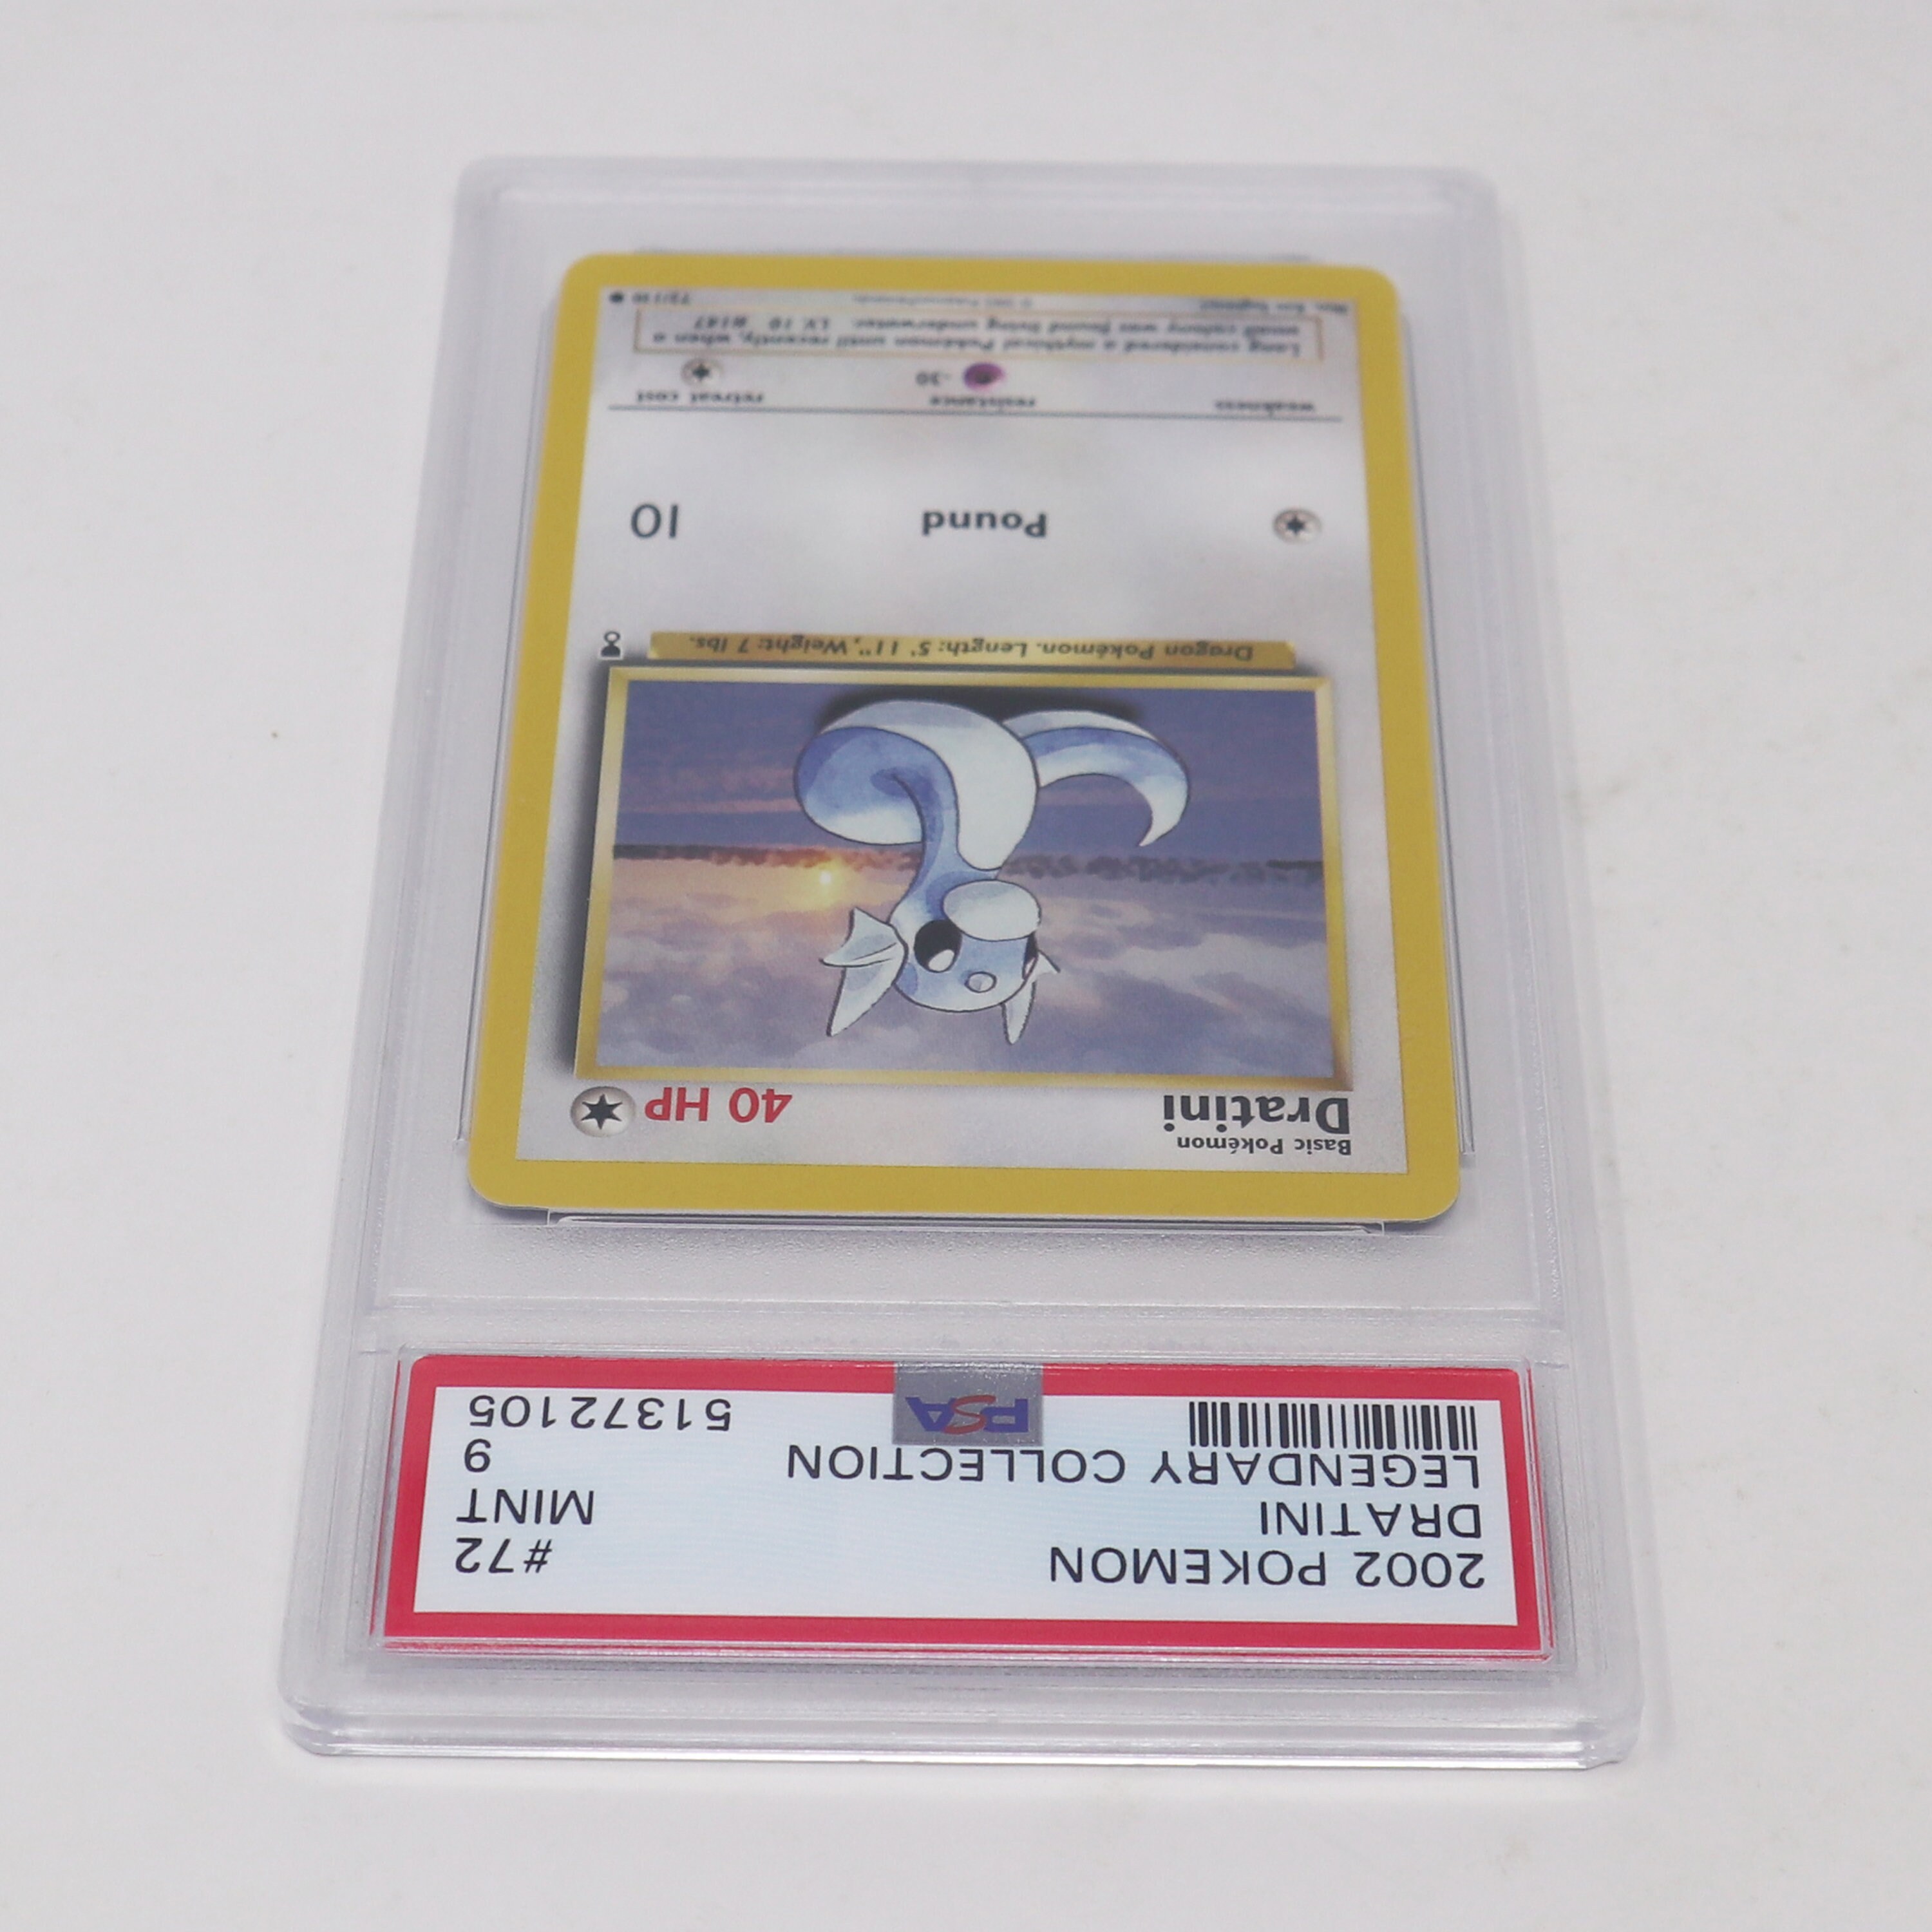 2002 POKEMON #72
DRATINI MINT
LEGENDARY COLLECTION 9
PSA 51372105
Basic Pokémon
Dratini 40 HP
Dragon Pokémon. Length: 5' 11", Weight: 7 lbs.
Pound 10
weakness resistance retreat cost
-30
Long considered a mythical Pokémon until recently, when a
small colony was found living underwater. LV. 10 #147
72/110